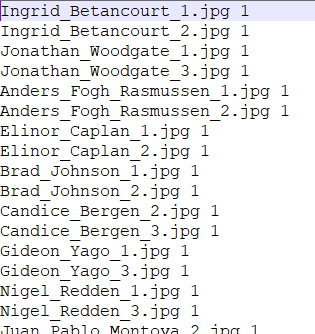 Ingrid_Betancourt_1.jpg 1
Ingrid_Betancourt_2.jpg 1
Jonathan_Woodgate_1.jpg 1
Jonathan_Woodgate_3.jpg 1
Anders_Fogh_Rasmussen_1.jpg 1
Anders_Fogh_Rasmussen_2.jpg 1
Elinor_Caplan_1.jpg 1
Elinor_Caplan_2.jpg 1
Brad_Johnson_1.jpg 1
Brad_Johnson_2.jpg 1
Candice_Bergen_2.jpg 1
Candice_Bergen_3.jpg 1
Gideon_Yago_1.jpg 1
Gideon_Yago_3.jpg 1
Nigel_Redden_1.jpg 1
Nigel_Redden_3.jpg 1
Juan_Pablo_Montoya_2.jpg 1